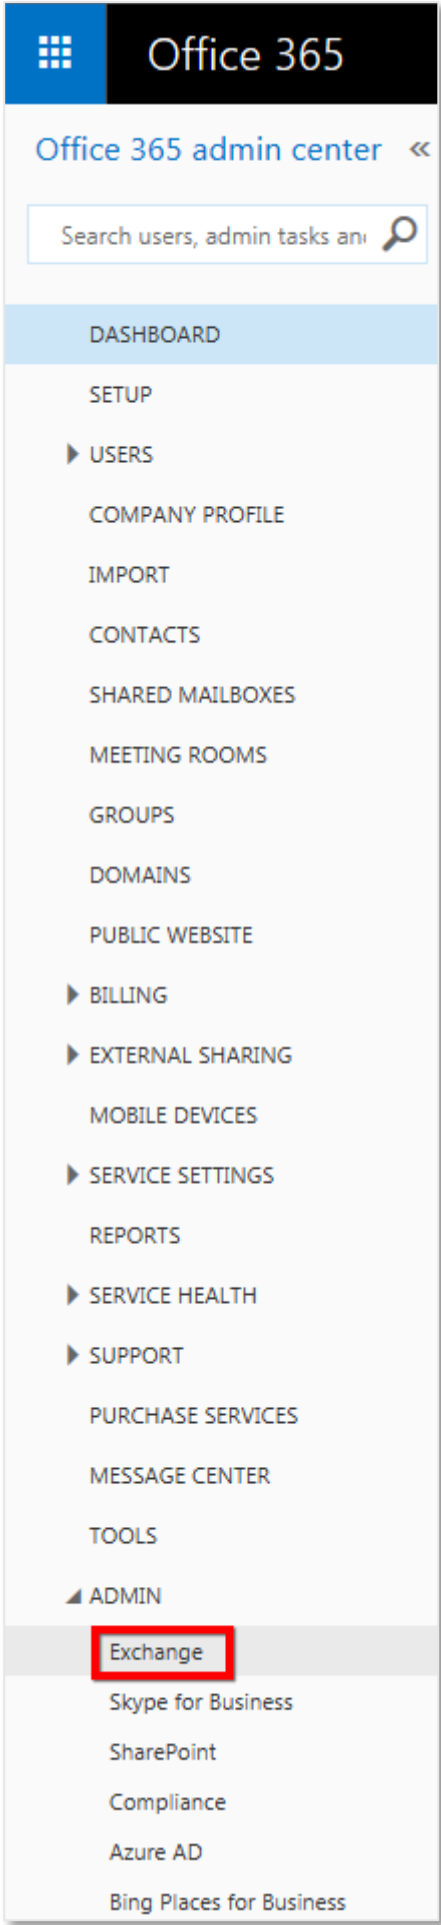 Office 365
Office 365 admin center «
Search users, admin tasks an
DASHBOARD
SETUP
USERS
COMPANY PROFILE
IMPORT
CONTACTS
SHARED MAILBOXES
MEETING ROOMS
GROUPS
DOMAINS
PUBLIC WEBSITE
BILLING
EXTERNAL SHARING
MOBILE DEVICES
SERVICE SETTINGS
REPORTS
SERVICE HEALTH
SUPPORT
PURCHASE SERVICES
MESSAGE CENTER
TOOLS
ADMIN
Exchange
Skype for Business
SharePoint
Compliance
Azure AD
Bing Places for Business